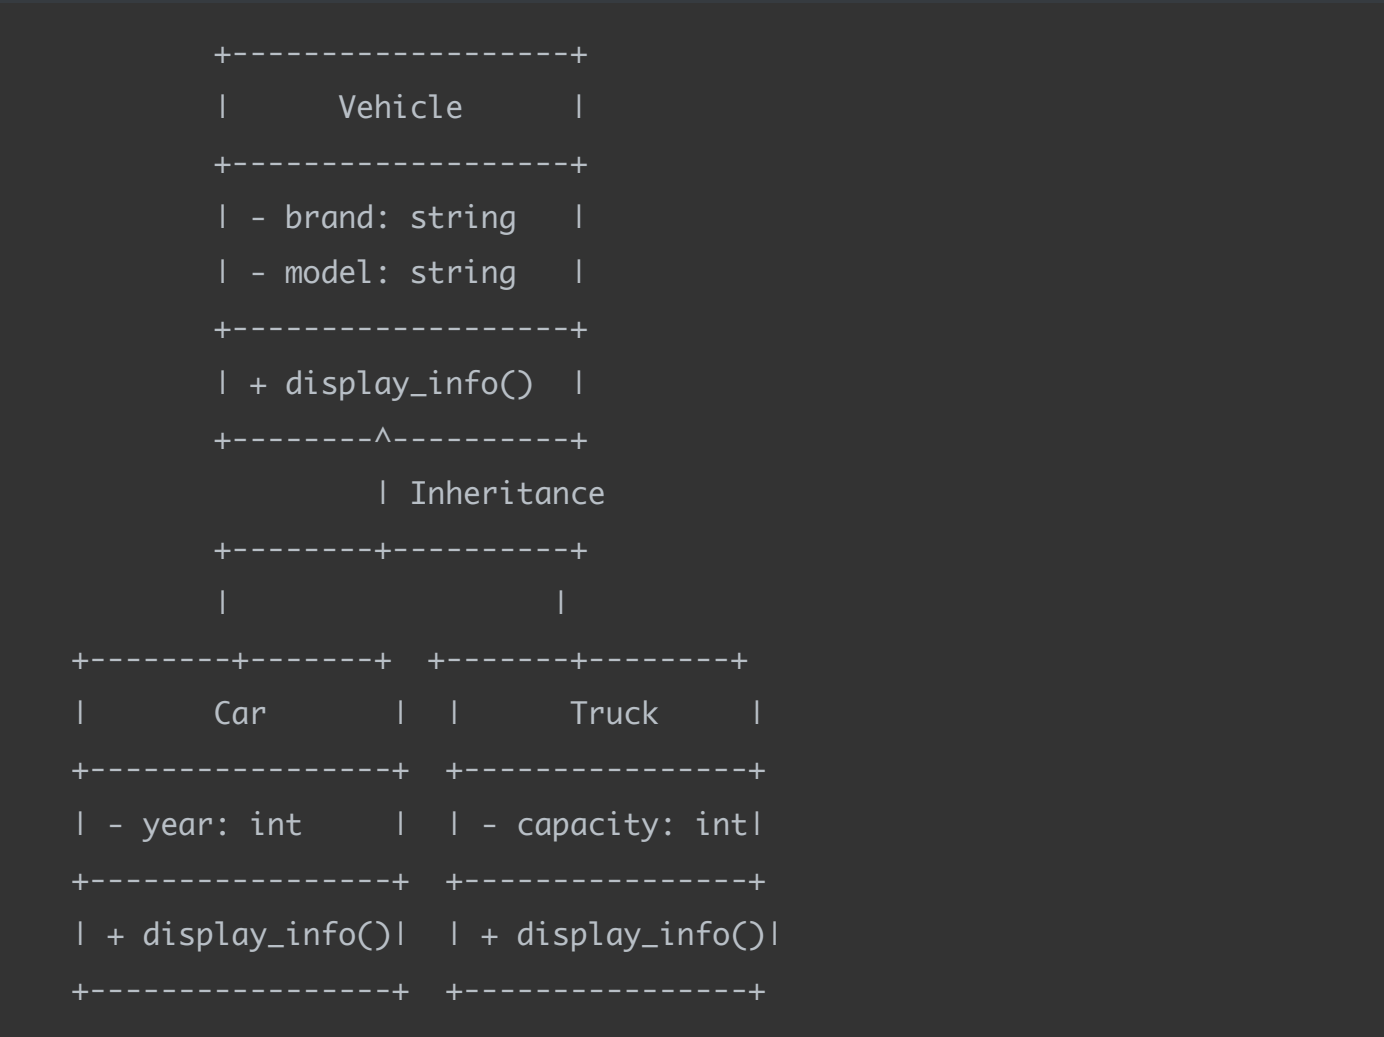 +-------------------+
        |      Vehicle      |
        +-------------------+
        | - brand: string   |
        | - model: string   |
        +-------------------+
        | + display_info()  |
        +--------^----------+
                 | Inheritance
        +--------+----------+
        |                   |
+--------+-------+  +-------+--------+
|       Car       |  |      Truck     |
+-----------------+  +----------------+
| - year: int     |  | - capacity: int|
+-----------------+  +----------------+
| + display_info()|  | + display_info()|
+-----------------+  +----------------+